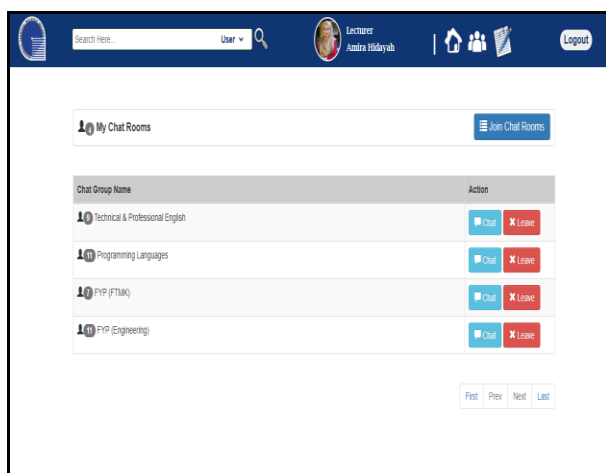 Search Here... User
Lecturer
Amira Hidayah
|
Logout
4 My Chat Rooms
Join Chat Rooms
Chat Group Name Action
9 Technical & Professional English Chat Leave
11 Programming Languages Chat Leave
7 FYP (FTMK) Chat Leave
11 FYP (Engineering) Chat Leave
First Prev Next Last